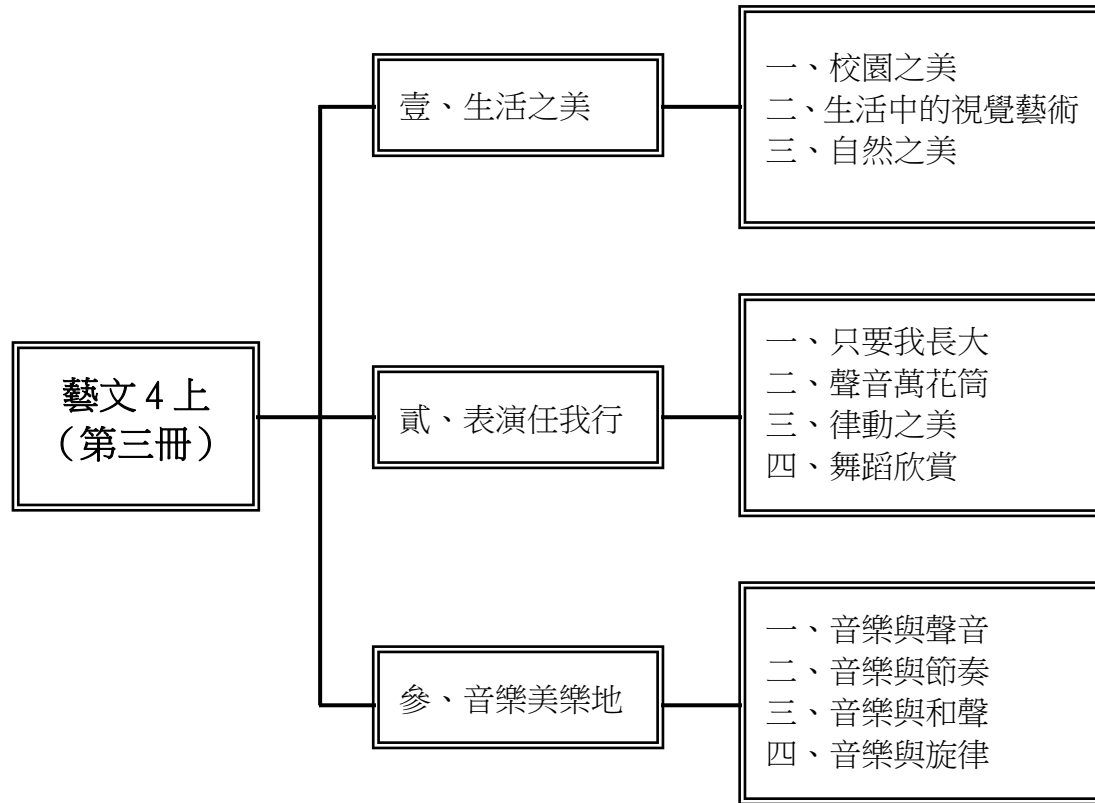 藝文4上
（第三冊）
壹、生活之美
一、校園之美
二、生活中的視覺藝術
三、自然之美
貳、表演任我行
一、只要我長大
二、聲音萬花筒
三、律動之美
四、舞蹈欣賞
參、音樂美樂地
一、音樂與聲音
二、音樂與節奏
三、音樂與和聲
四、音樂與旋律